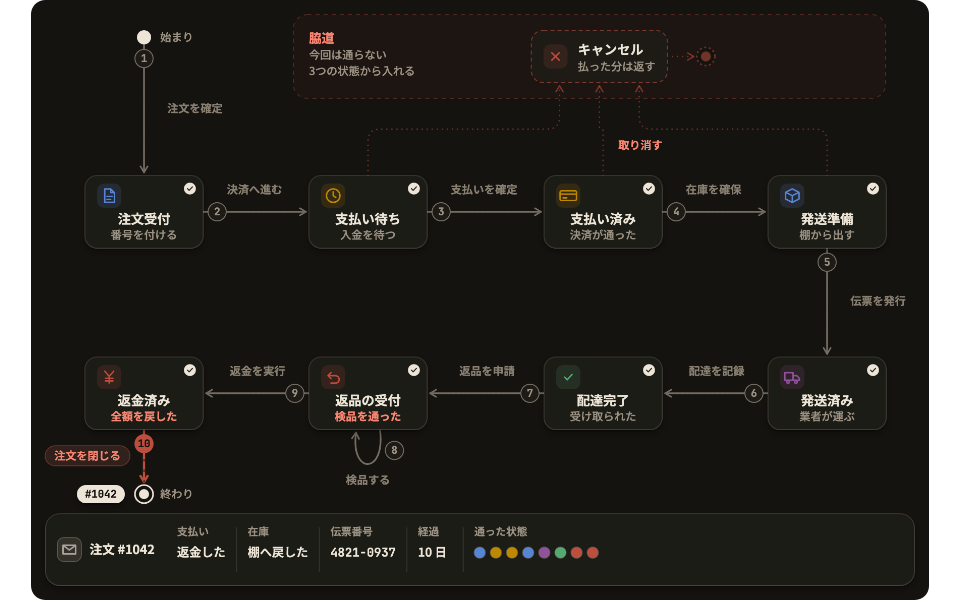 始まり
1
注文を確定
脇道
今回は通らない
3つの状態から入れる
キャンセル
払った分は返す
取り消す
注文受付
番号を付ける
決済へ進む
2
支払い待ち
入金を待つ
支払いを確定
3
支払い済み
決済が通った
在庫を確保
4
発送準備
棚から出す
5
伝票を発行
発送済み
業者が運ぶ
配達を記録
6
配達完了
受け取られた
返品を申請
7
返品の受付
検品を通った
8
検品する
返金を実行
9
返金済み
全額を戻した
10
注文を閉じる
#1042
終わり
注文 #1042
支払い
返金した
在庫
棚へ戻した
伝票番号
4821-0937
経過
10 日
通った状態